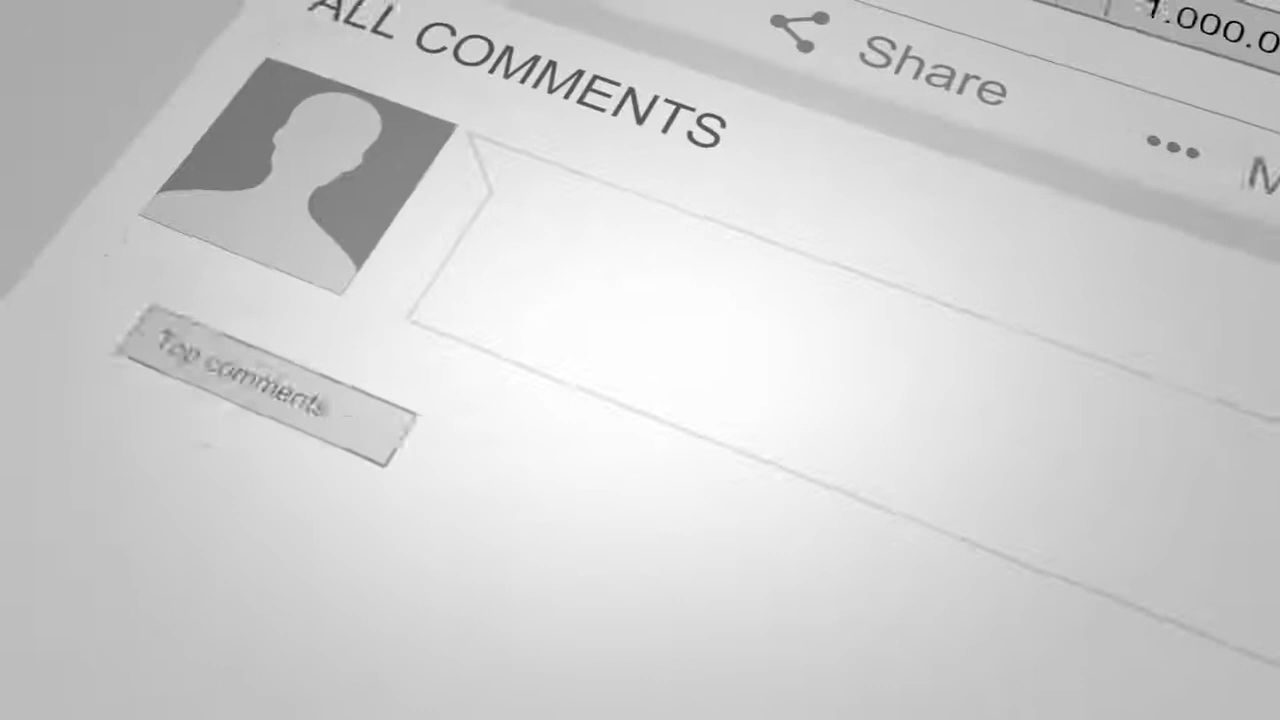 1.000.0
Share
••• M
ALL COMMENTS
Top comments